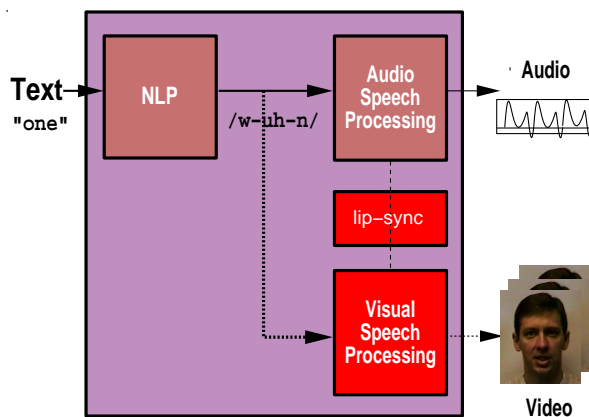 Text
"one"
NLP
/w-uh-n/
Audio
Speech
Processing
Audio
lip-sync
Visual
Speech
Processing
Video